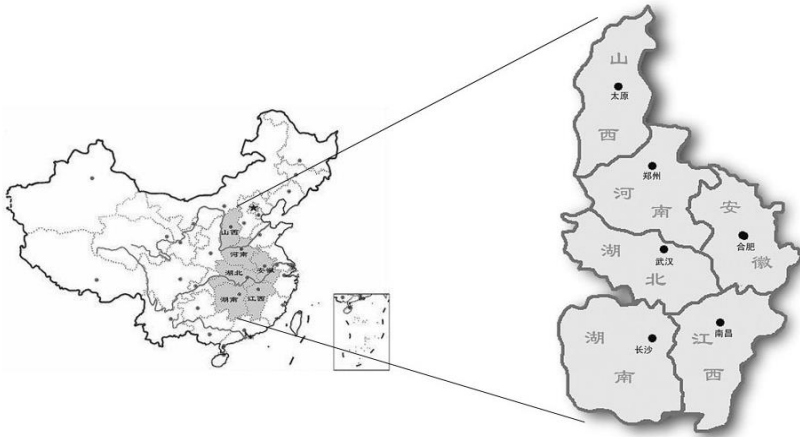 山西
河南
湖北
安徽
湖南
江西
山
太原
西
郑州
河
南
安
合肥
徽
湖
武汉
北
湖
长沙
南
江
南昌
西